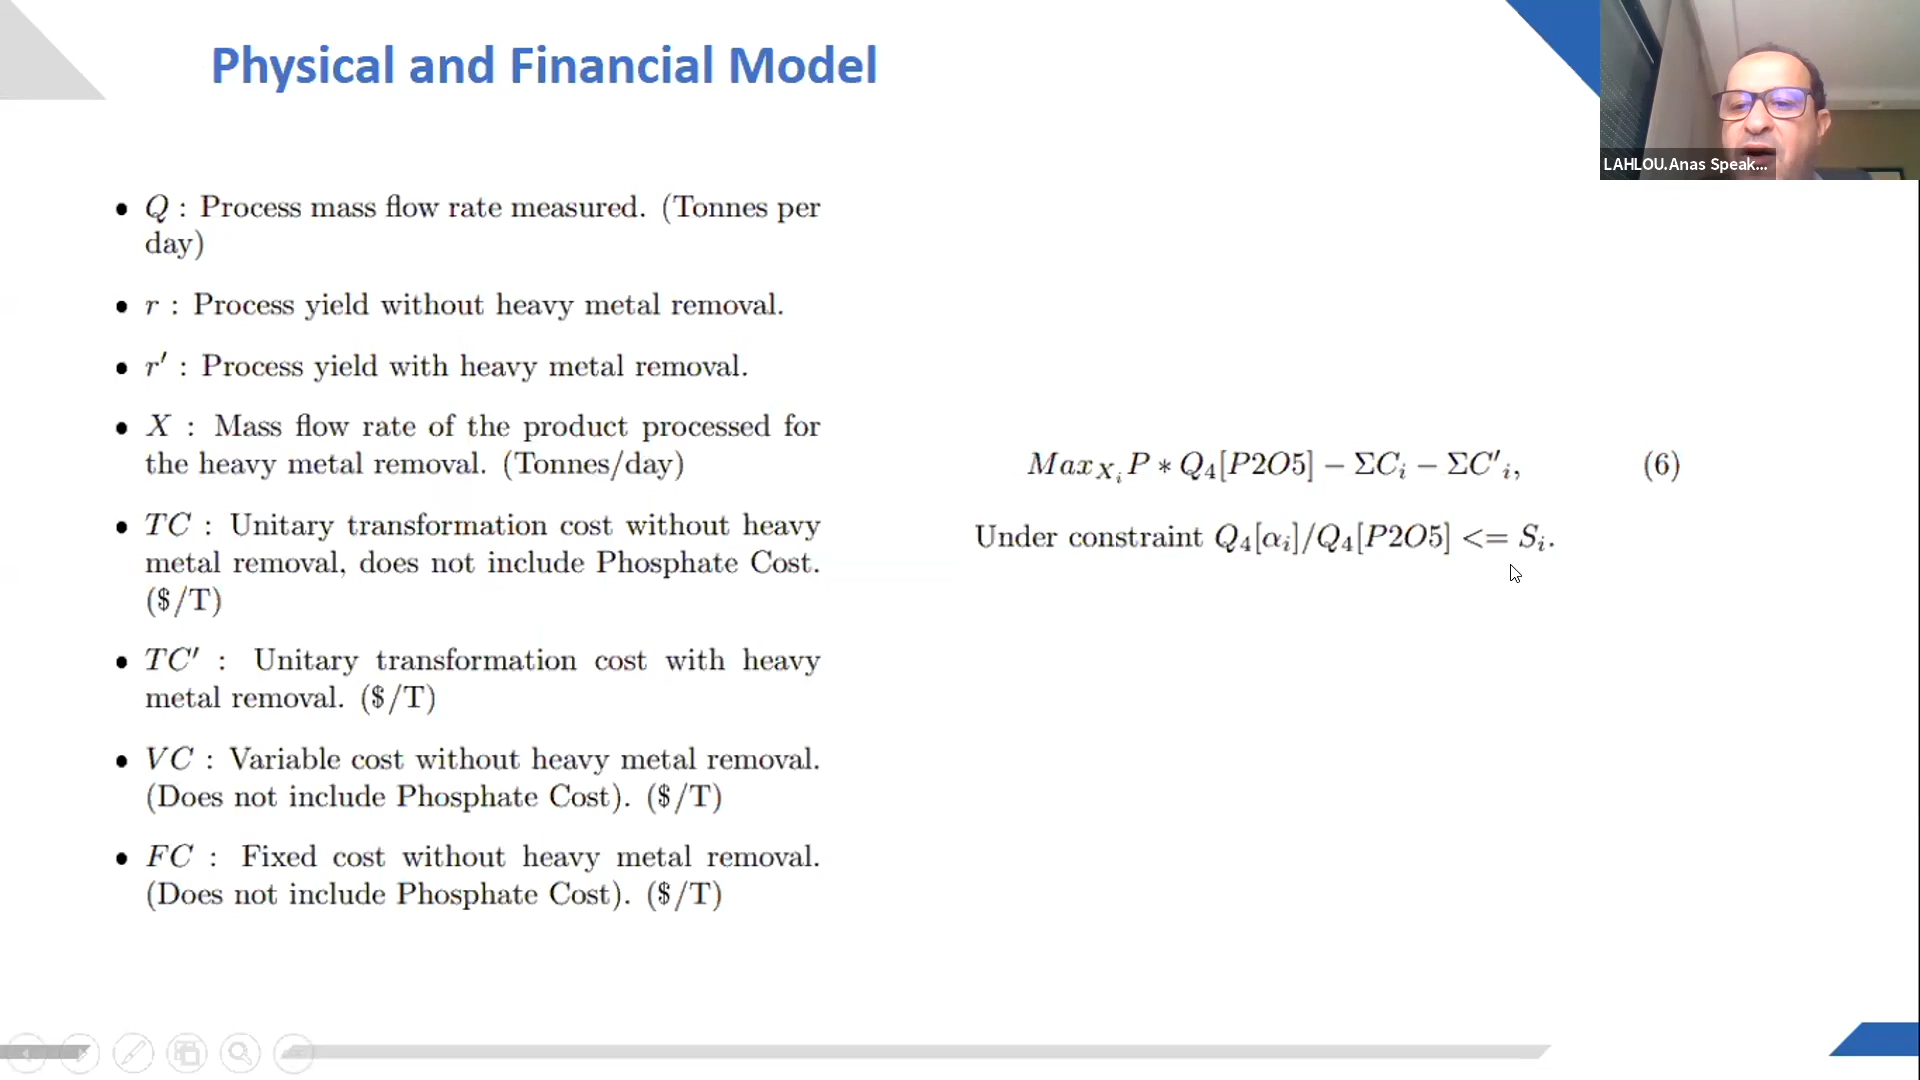 Physical and Financial Model
LAHLOU.Anas Speak...
• Q : Process mass flow rate measured. (Tonnes per
day)
• r : Process yield without heavy metal removal.
• r′ : Process yield with heavy metal removal.
• X : Mass flow rate of the product processed for
the heavy metal removal. (Tonnes/day)
• TC : Unitary transformation cost without heavy
metal removal, does not include Phosphate Cost.
($/T)
• TC′ : Unitary transformation cost with heavy
metal removal. ($/T)
• VC : Variable cost without heavy metal removal.
(Does not include Phosphate Cost). ($/T)
• FC : Fixed cost without heavy metal removal.
(Does not include Phosphate Cost). ($/T)
Max_{X_i} P * Q_4[P2O5] − ΣC_i − ΣC′_i, (6)
Under constraint Q_4[α_i]/Q_4[P2O5] <= S_i.